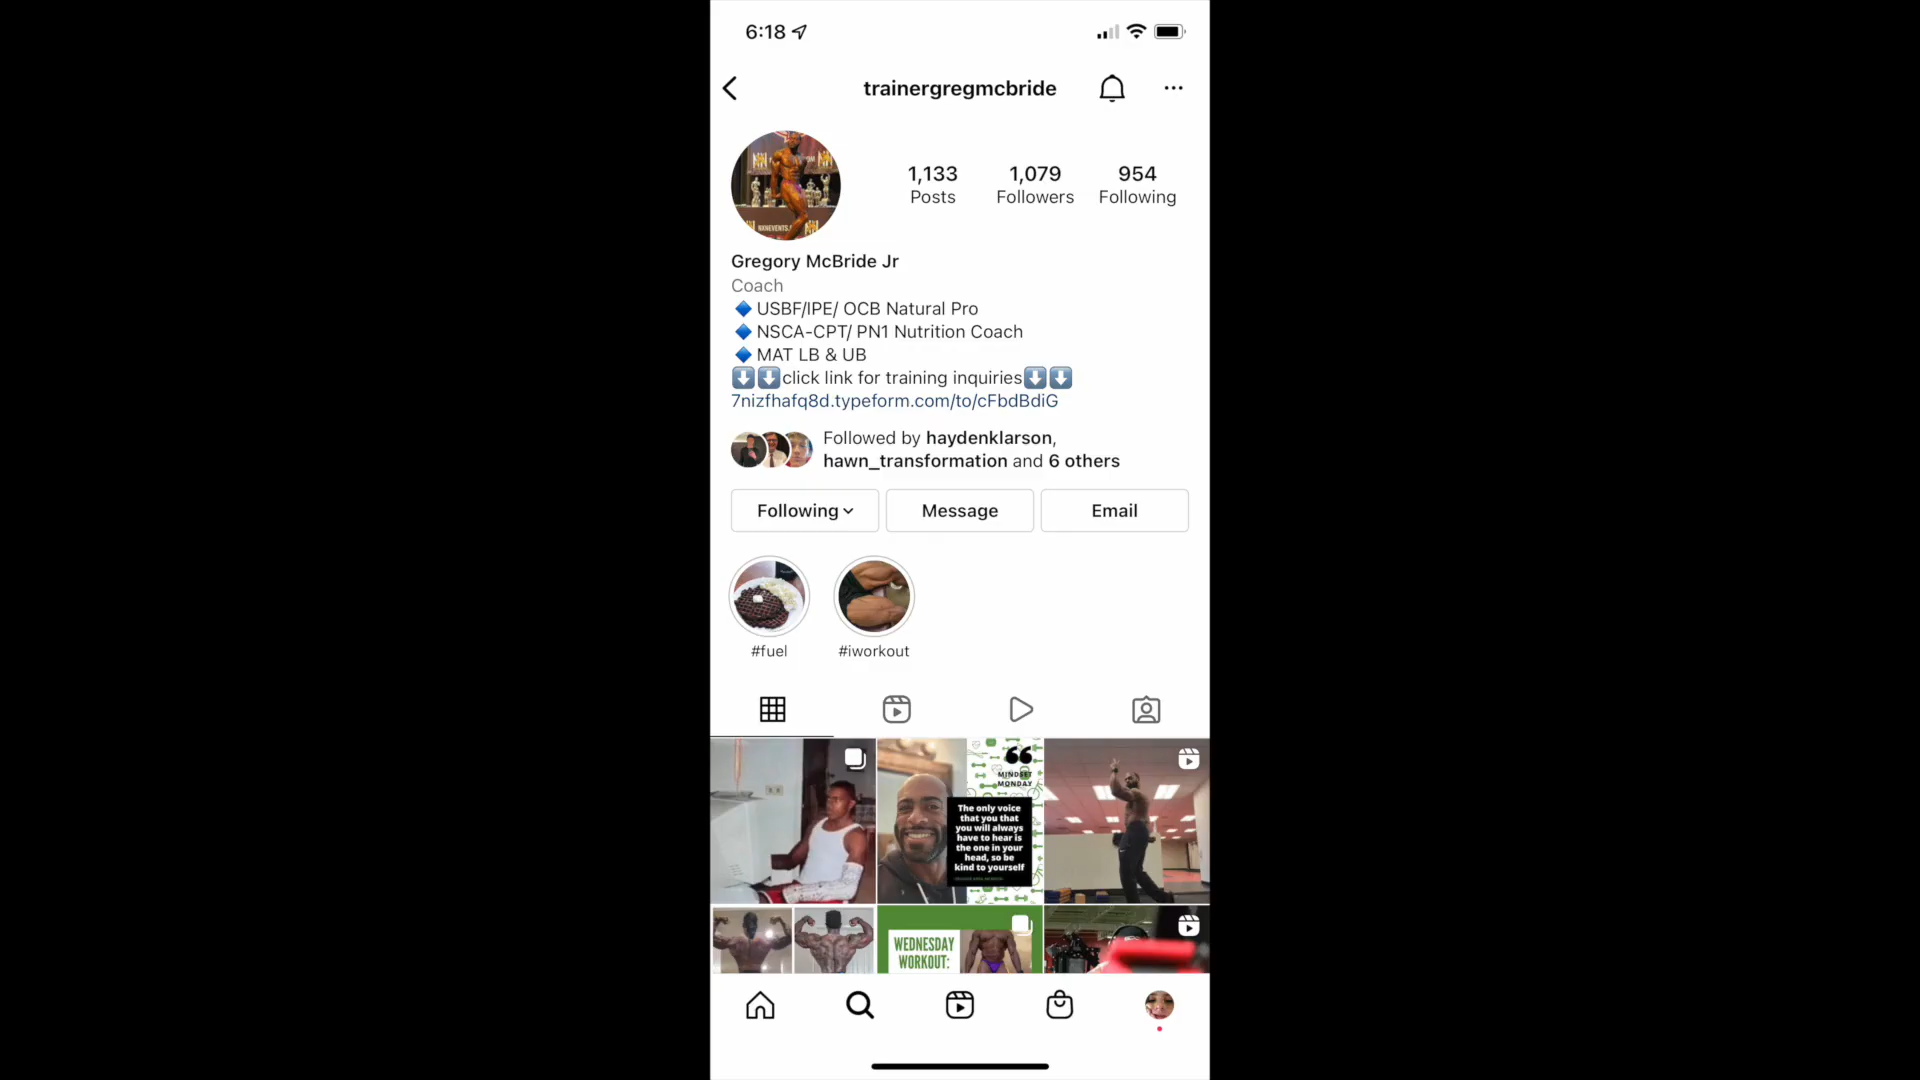 6:18
trainergregmcbride
1,133
Posts
1,079
Followers
954
Following
NXNEVENTS.
Gregory McBride Jr
Coach
🔷 USBF/IPE/ OCB Natural Pro
🔷 NSCA-CPT/ PN1 Nutrition Coach
🔷 MAT LB & UB
⬇️⬇️click link for training inquiries⬇️⬇️
7nizfhafq8d.typeform.com/to/cFbdBdiG
Followed by haydenklarson,
hawn_transformation and 6 others
Following
Message
Email
#fuel
#iworkout
MINDSET
MONDAY
The only voice
that you that
you will always
have to hear is
the one in your
head, so be
kind to yourself
WEDNESDAY
WORKOUT: